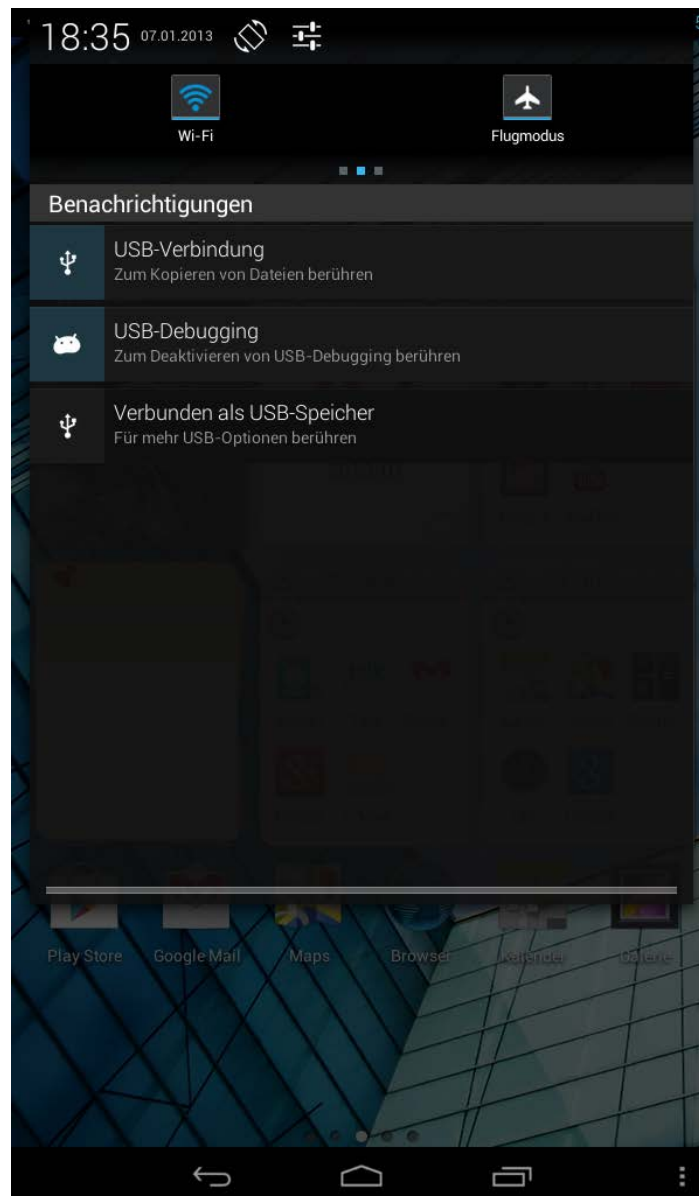 18:35 07.01.2013
Wi-Fi
Flugmodus
Benachrichtigungen
USB-Verbindung
Zum Kopieren von Dateien berühren
USB-Debugging
Zum Deaktivieren von USB-Debugging berühren
Verbunden als USB-Speicher
Für mehr USB-Optionen berühren
Play Store Google Mail Maps Browser Kalender Galerie